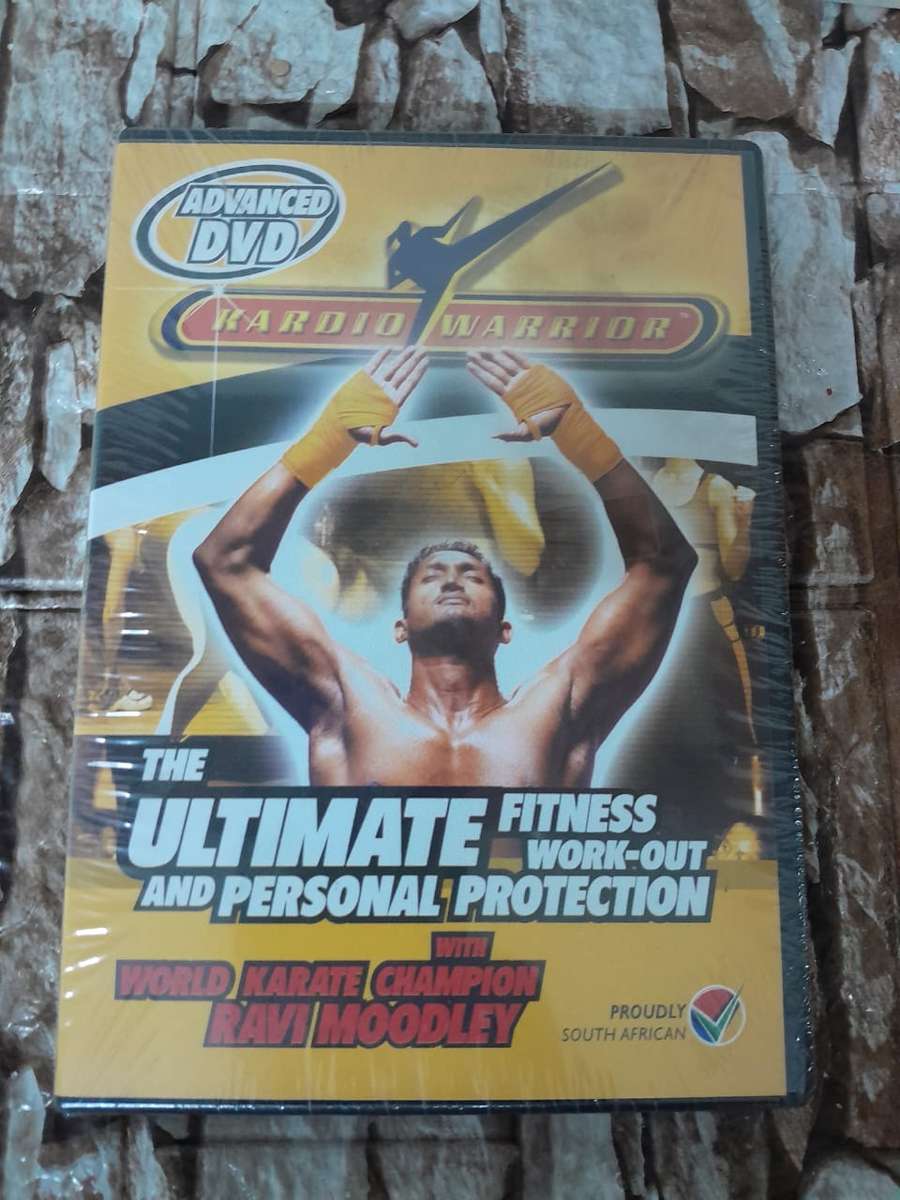 ADVANCED
DVD
KARDIO WARRIOR™
THE
ULTIMATE FITNESS
WORK-OUT
AND PERSONAL PROTECTION
WITH
WORLD KARATE CHAMPION
RAVI MOODLEY
PROUDLY
SOUTH AFRICAN